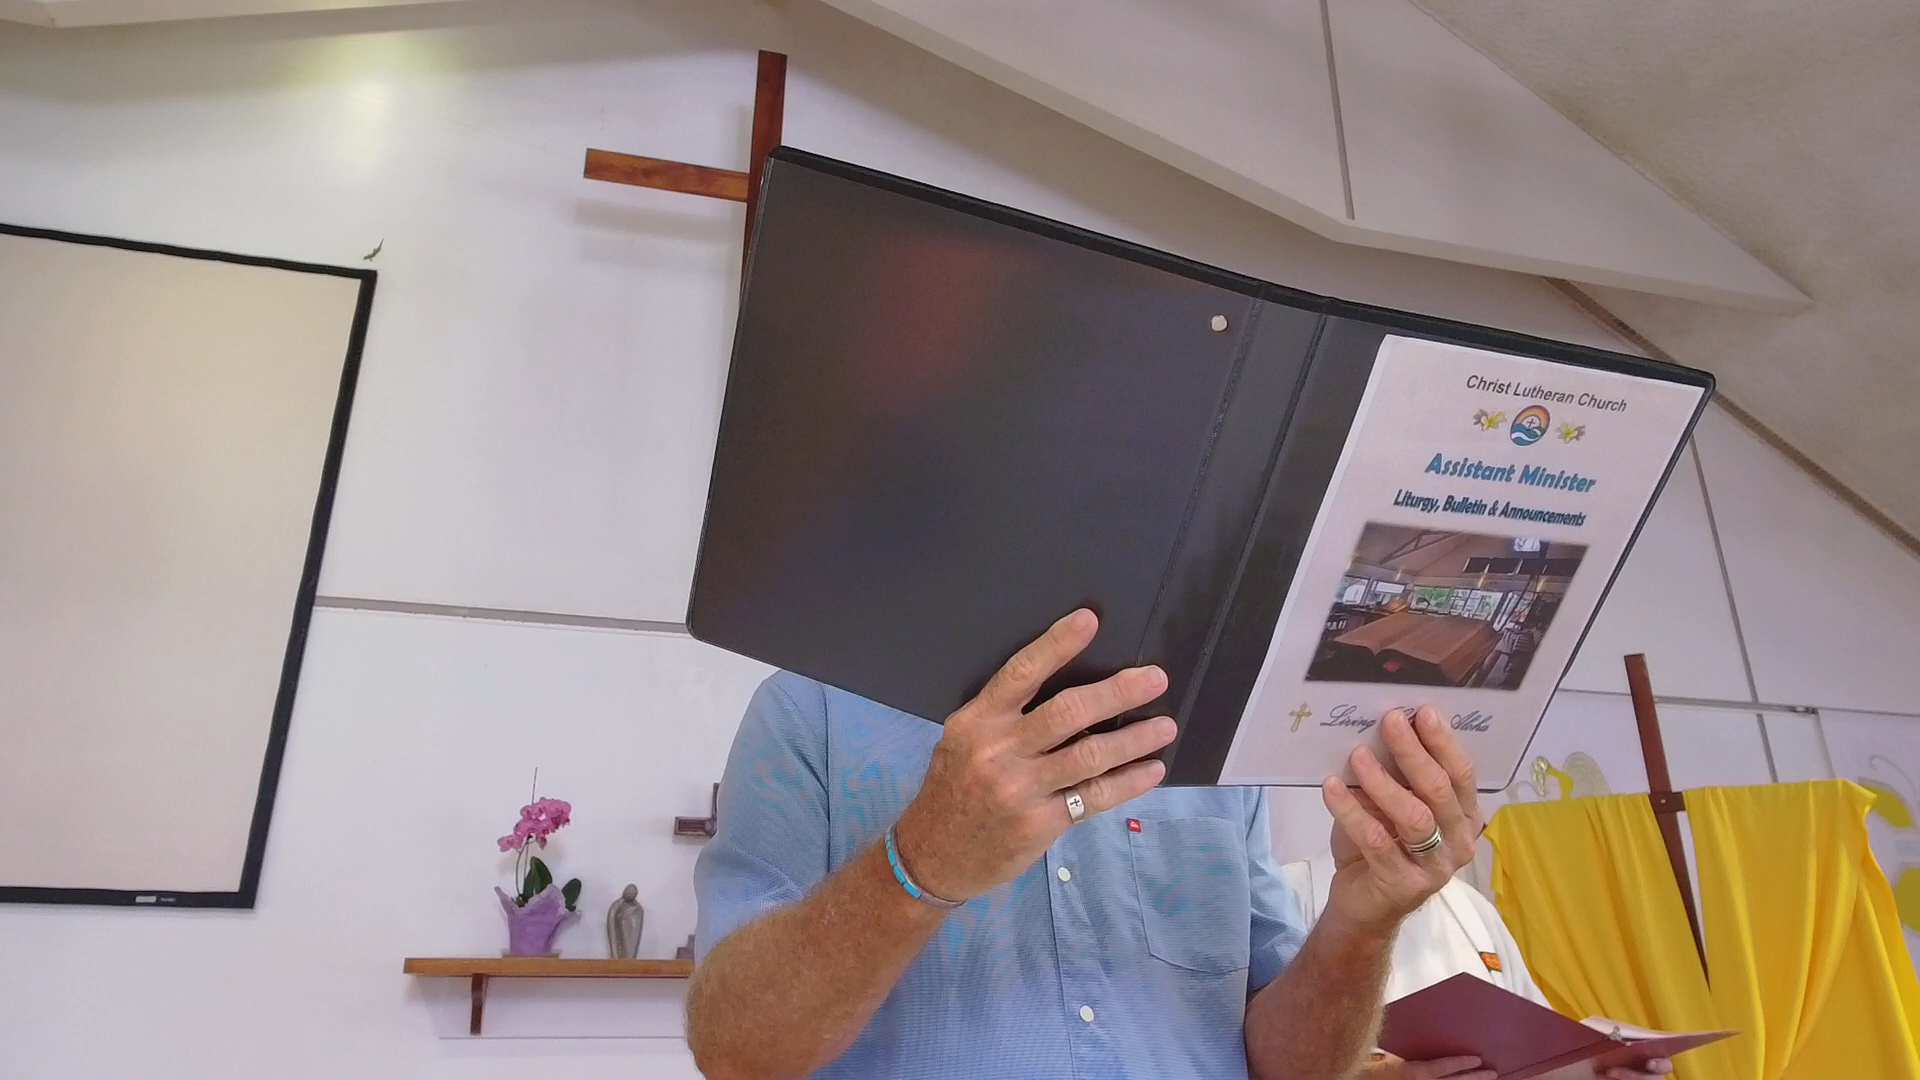 Christ Lutheran Church
Assistant Minister
Liturgy, Bulletin & Announcements
Living Aloha